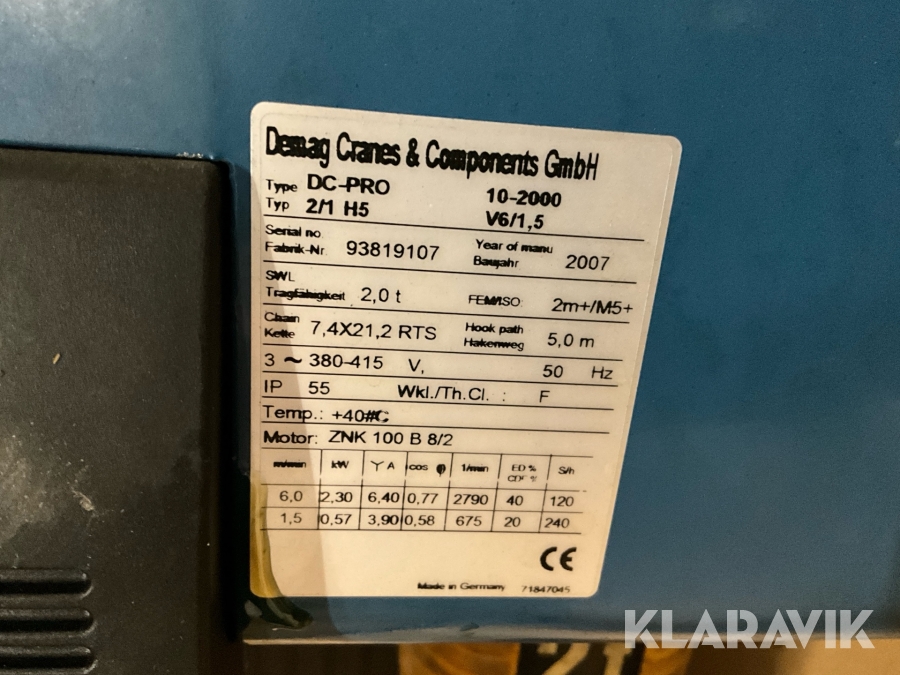 Demag Cranes & Components GmbH
Type DC-PRO 10-2000
Typ 2/1 H5 V6/1,5
Serial no.
Fabrik-Nr. 93819107 Year of manu
Baujahr 2007
SWL
Tragfähigkeit 2,0 t FEM/ISO 2m+/M5+
Chain
Kette 7,4X21,2 RTS Hook path
Hakenweg 5,0 m
3 ~ 380-415 V, 50 Hz
IP 55 Wkl./Th.Cl. : F
Temp.: +40#C
Motor: ZNK 100 B 8/2
m/min kW Y A cos φ 1/min ED % S/h
CDF %
6,0 2,30 6,40 0,77 2790 40 120
1,5 0,57 3,90 0,58 675 20 240
CE
Made in Germany 71847045
KLARAVIK